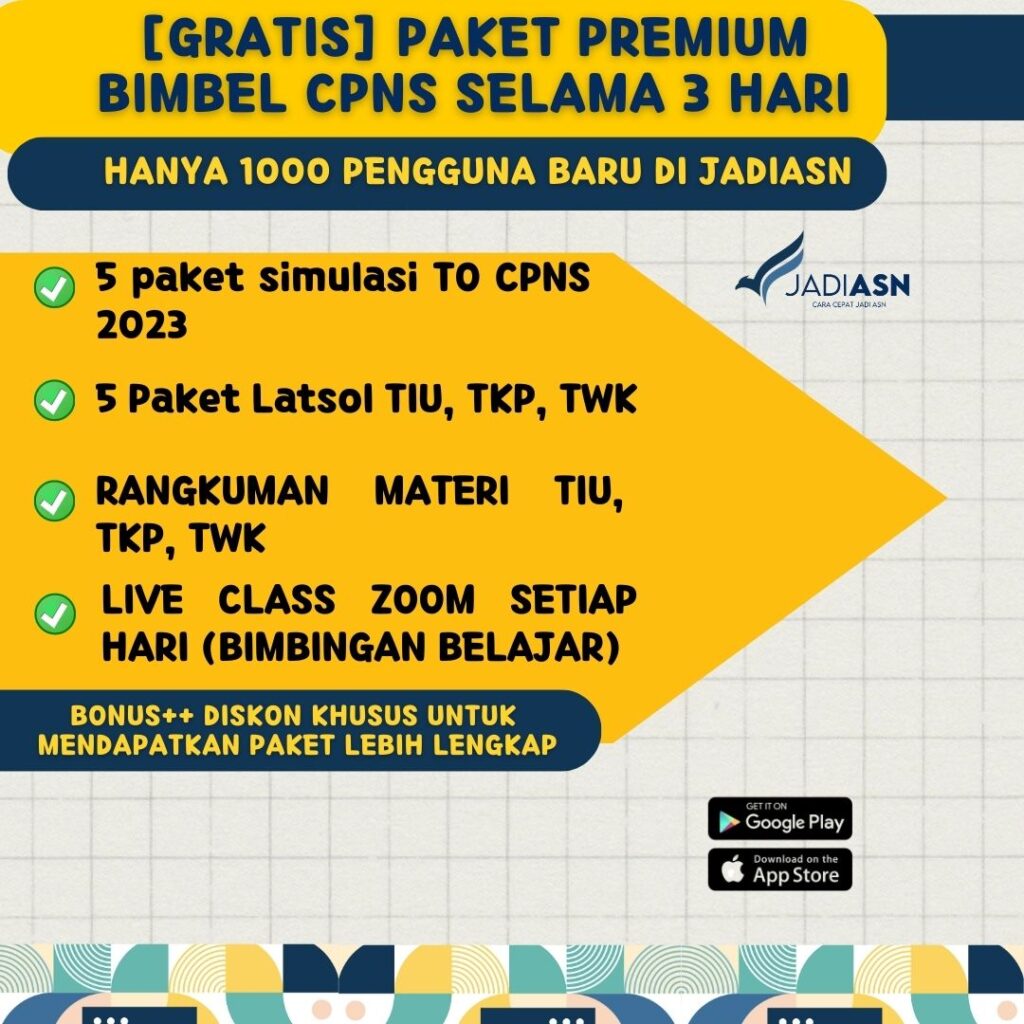 [GRATIS] PAKET PREMIUM
BIMBEL CPNS SELAMA 3 HARI
HANYA 1000 PENGGUNA BARU DI JADIASN
5 paket simulasi TO CPNS
2023
5 Paket Latsol TIU, TKP, TWK
RANGKUMAN MATERI TIU,
TKP, TWK
LIVE CLASS ZOOM SETIAP
HARI (BIMBINGAN BELAJAR)
BONUS++ DISKON KHUSUS UNTUK
MENDAPATKAN PAKET LEBIH LENGKAP
JADIASN
CARA CEPAT JADI ASN
GET IT ON
Google Play
Download on the
App Store